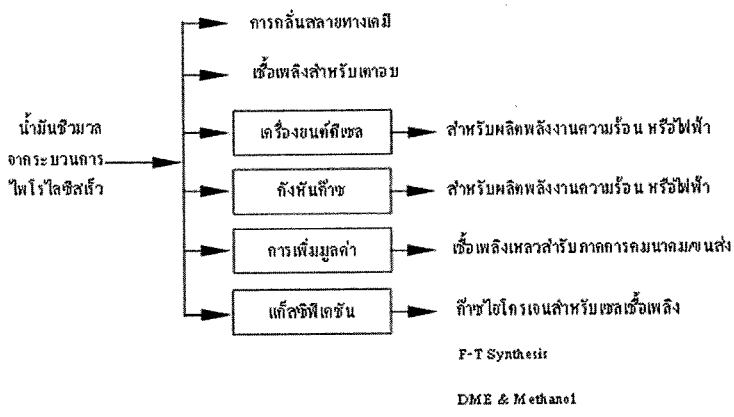 การกลั่นสลายทางเคมี
เชื้อเพลิงสำหรับเตาอบ
น้ำมันชีวมวล
จากระบวนการ
ไพโรไลซิสเร็ว
เครื่องยนต์ดีเซล
สำหรับผลิตพลังงานความร้อน หรือไฟฟ้า
กังหันก๊าซ
สำหรับผลิตพลังงานความร้อน หรือไฟฟ้า
การเพิ่มมูลค่า
เชื้อเพลิงเหลวสำรับภาคการคมนาคม/ขนส่ง
แก๊สซิฟิเคชัน
ก๊าซไฮโดรเจนสำหรับเซลเชื้อเพลิง
F-T Synthesis
DME & Methanol